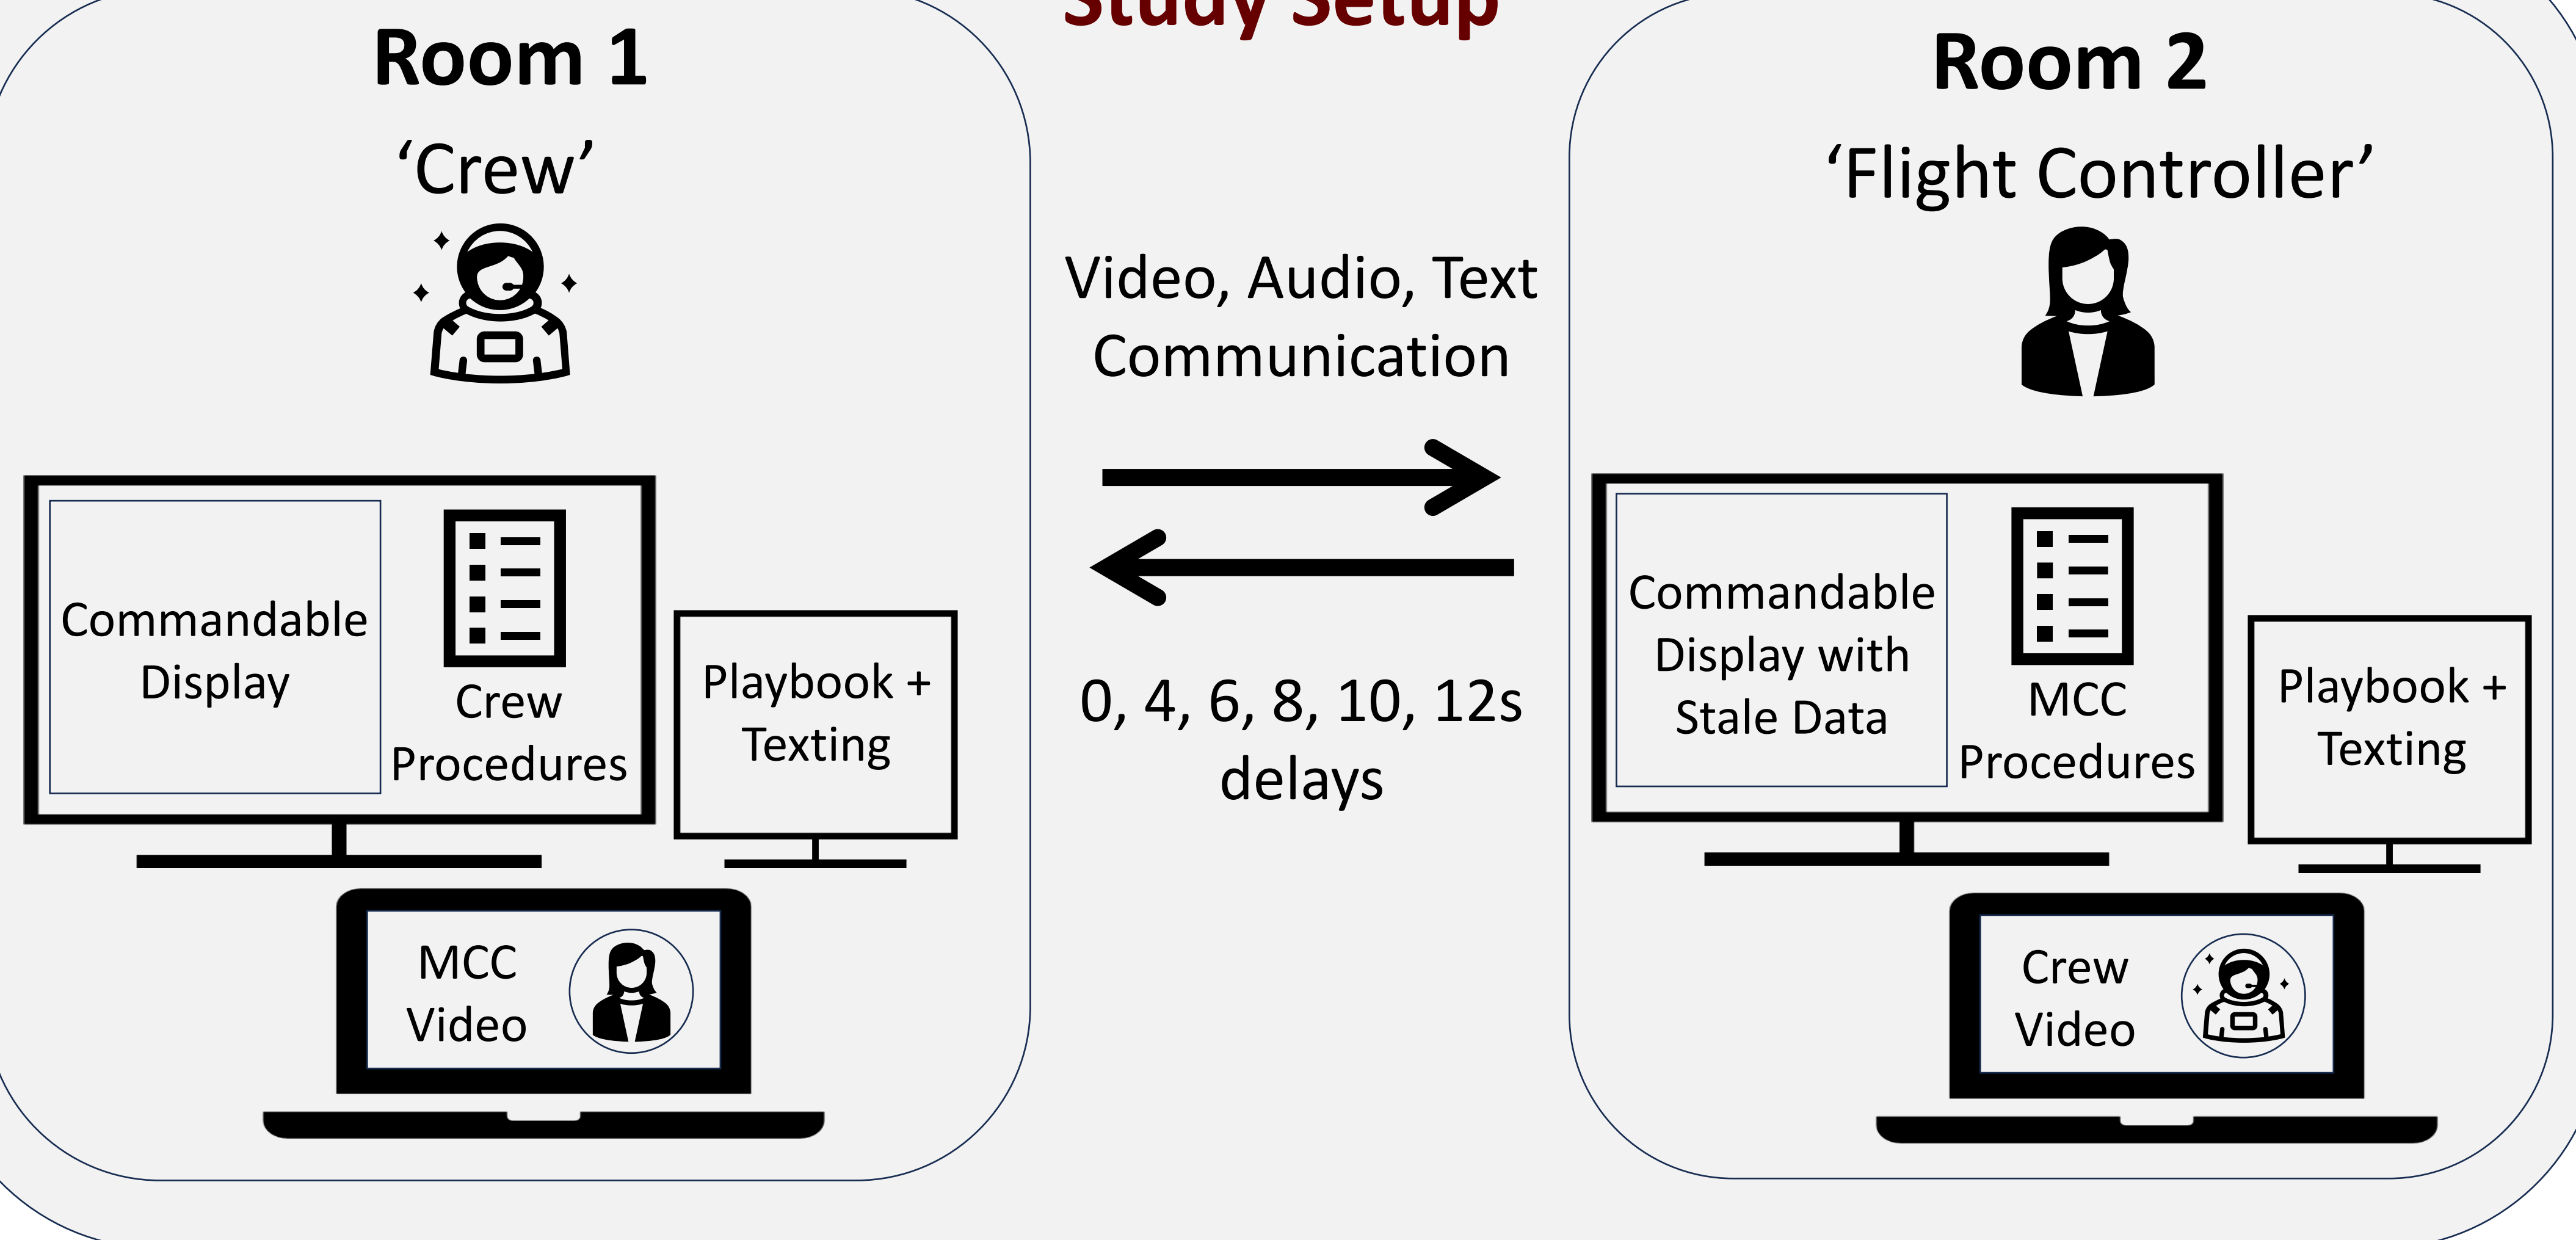 Study Setup
Room 1
‘Crew’
Commandable
Display
Crew
Procedures
Playbook +
Texting
MCC
Video
Video, Audio, Text
Communication
0, 4, 6, 8, 10, 12s
delays
Room 2
‘Flight Controller’
Commandable
Display with
Stale Data
MCC
Procedures
Playbook +
Texting
Crew
Video